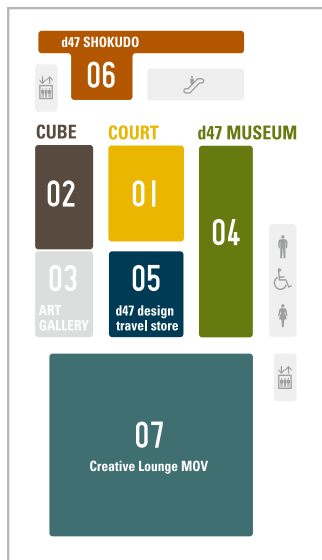 d47 SHOKUDO
06
CUBE
COURT
d47 MUSEUM
02
01
04
03
ART
GALLERY
05
d47 design
travel store
07
Creative Lounge MOV